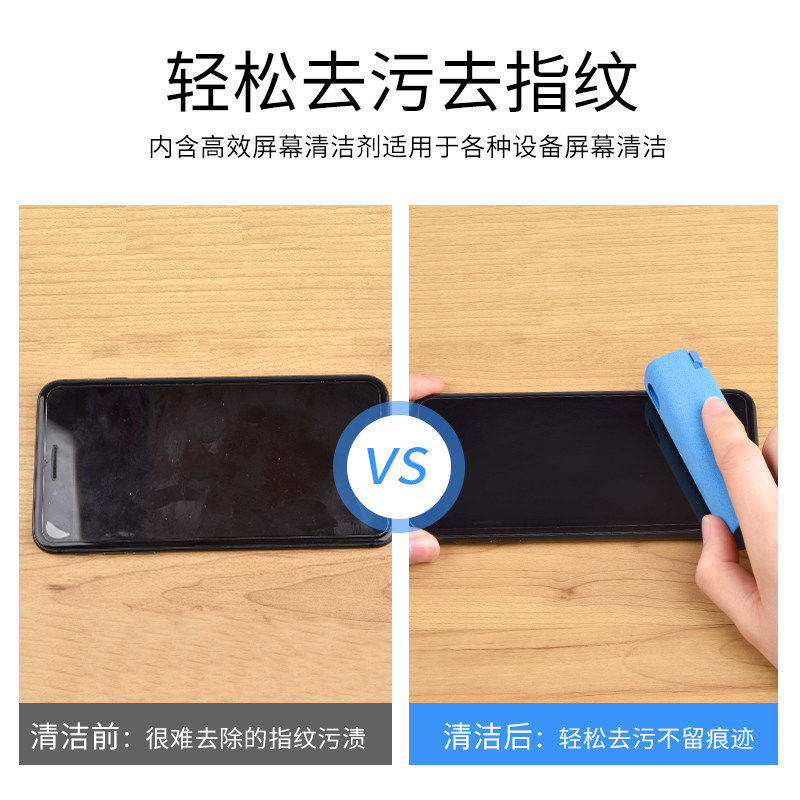 轻松去污去指纹
内含高效屏幕清洁剂适用于各种设备屏幕清洁
VS
清洁前：很难去除的指纹污渍
清洁后：轻松去污不留痕迹